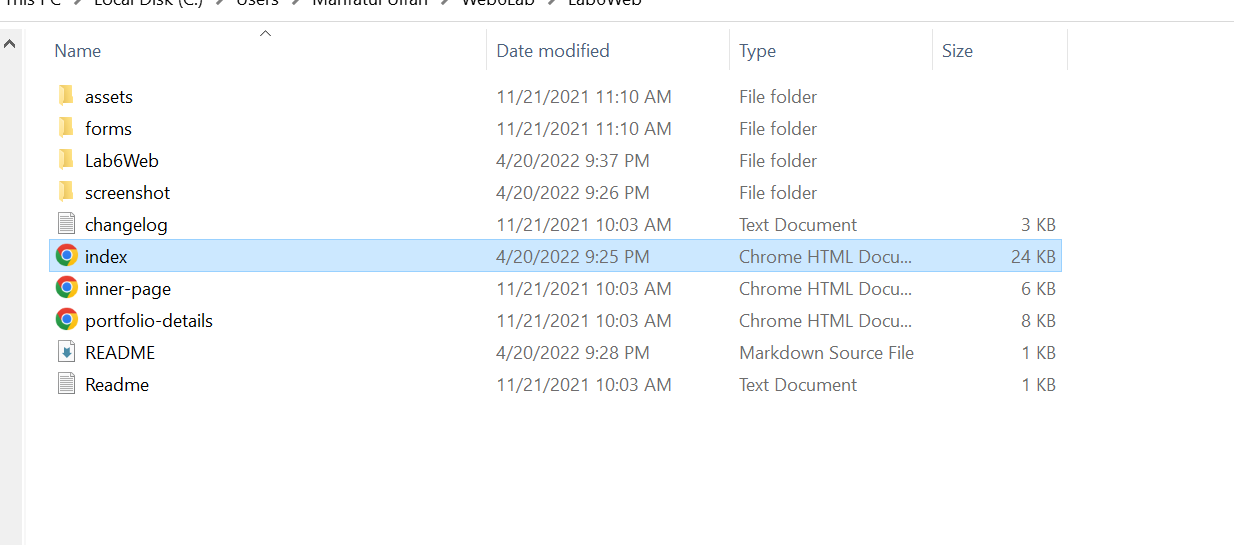 This PC > Local Disk (C:) > Users > Web6Lab > Lab6Web
Name Date modified Type Size
assets 11/21/2021 11:10 AM File folder
forms 11/21/2021 11:10 AM File folder
Lab6Web 4/20/2022 9:37 PM File folder
screenshot 4/20/2022 9:26 PM File folder
changelog 11/21/2021 10:03 AM Text Document 3 KB
index 4/20/2022 9:25 PM Chrome HTML Docu... 24 KB
inner-page 11/21/2021 10:03 AM Chrome HTML Docu... 6 KB
portfolio-details 11/21/2021 10:03 AM Chrome HTML Docu... 8 KB
README 4/20/2022 9:28 PM Markdown Source File 1 KB
Readme 11/21/2021 10:03 AM Text Document 1 KB